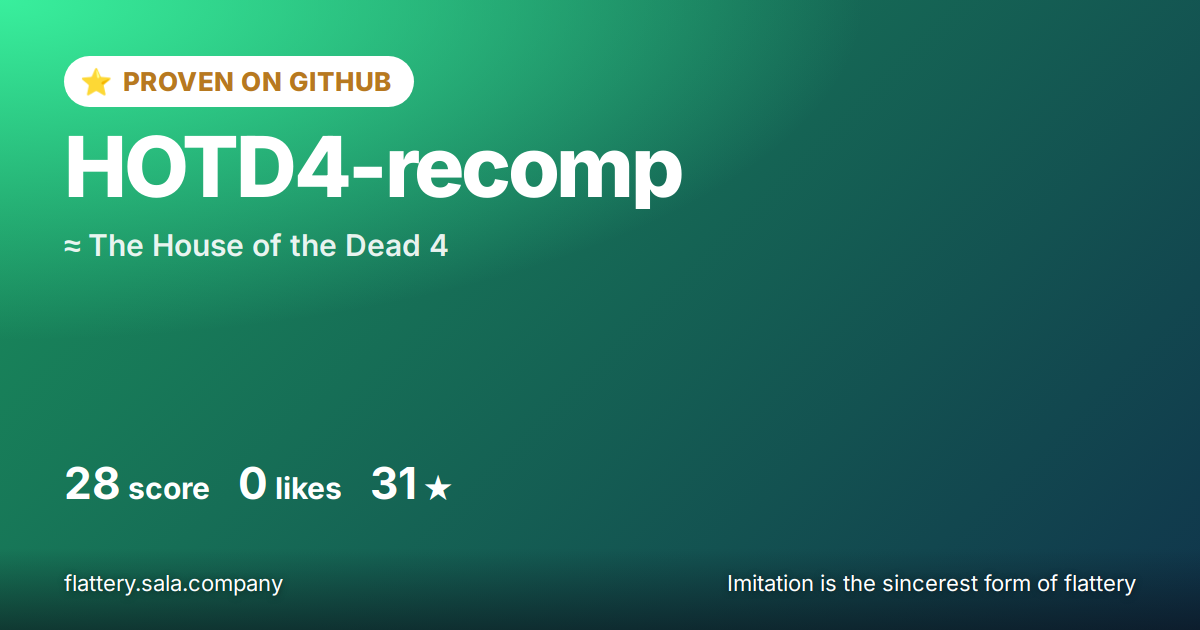 ⭐ PROVEN ON GITHUB
HOTD4-recomp
≈ The House of the Dead 4
28 score 0 likes 31 ★
flattery.sala.company
Imitation is the sincerest form of flattery